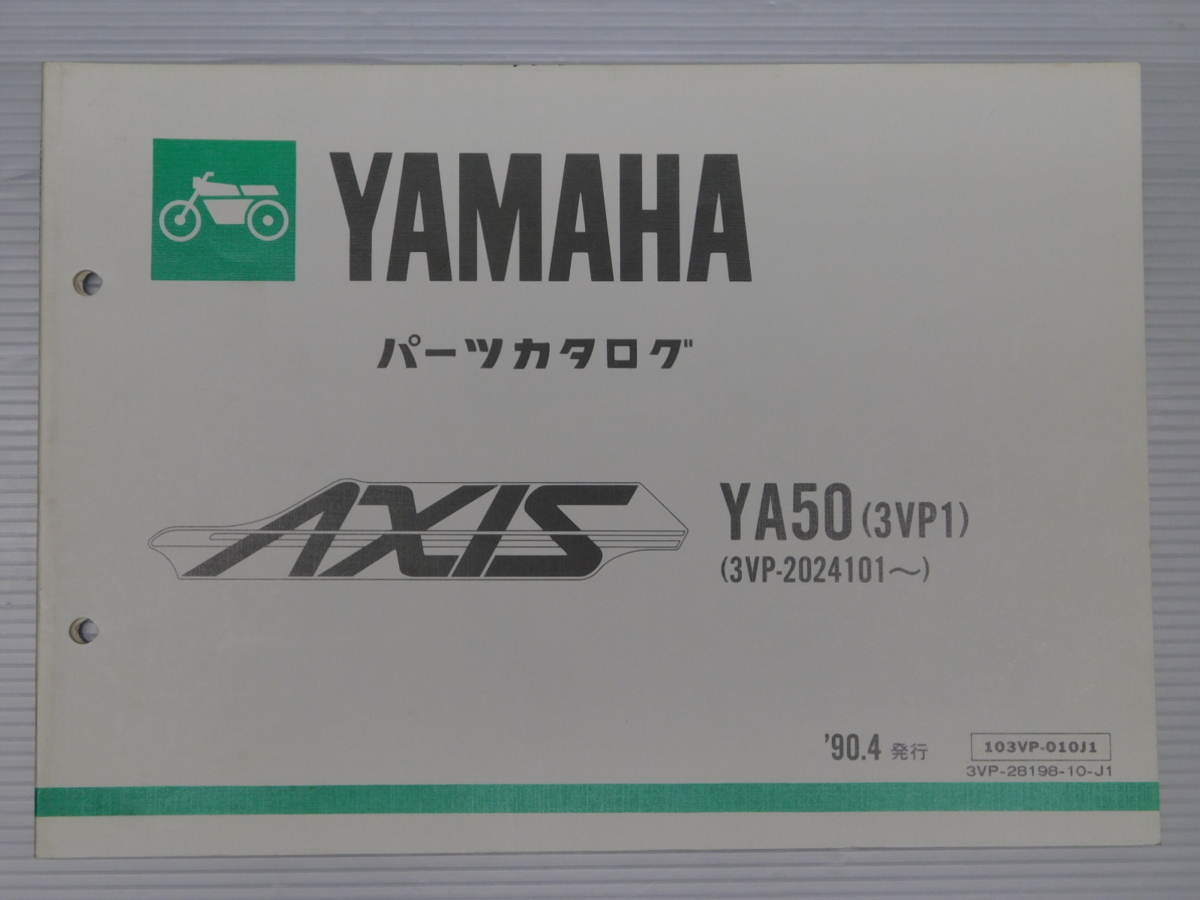 YAMAHA
パーツカタログ
AXIS
YA50(3VP1)
(3VP-2024101〜)
'90.4 発行
103VP-010J1
3VP-28198-10-J1